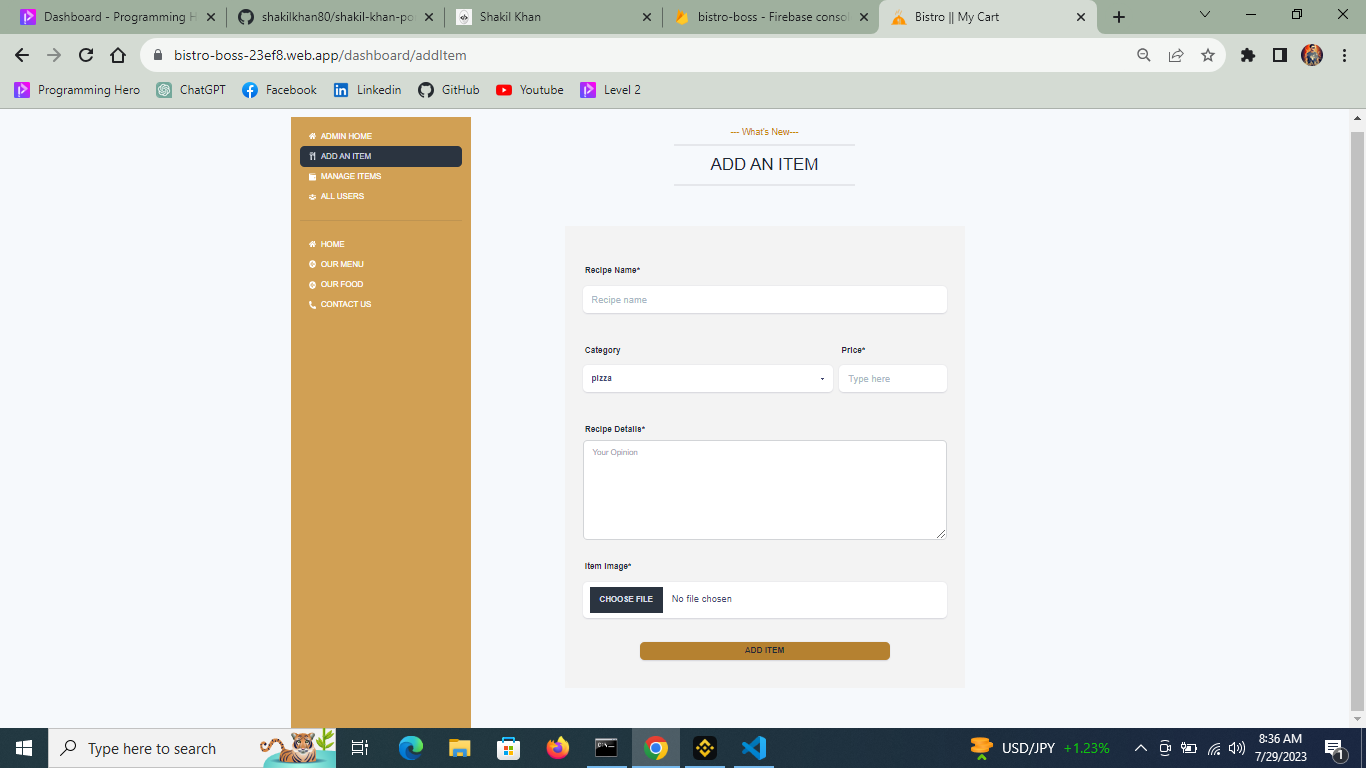 Dashboard - Programming H
shakilkhan80/shakil-khan-po
Shakil Khan
bistro-boss - Firebase consol
Bistro || My Cart
bistro-boss-23ef8.web.app/dashboard/addItem
Programming Hero
ChatGPT
Facebook
Linkedin
GitHub
Youtube
Level 2
ADMIN HOME
ADD AN ITEM
MANAGE ITEMS
ALL USERS
HOME
OUR MENU
OUR FOOD
CONTACT US
--- What's New---
ADD AN ITEM
Recipe Name*
Recipe name
Category
Price*
pizza
Type here
Recipe Details*
Your Opinion
Item Image*
CHOOSE FILE
No file chosen
ADD ITEM
Type here to search
USD/JPY +1.23%
8:36 AM
7/29/2023
1